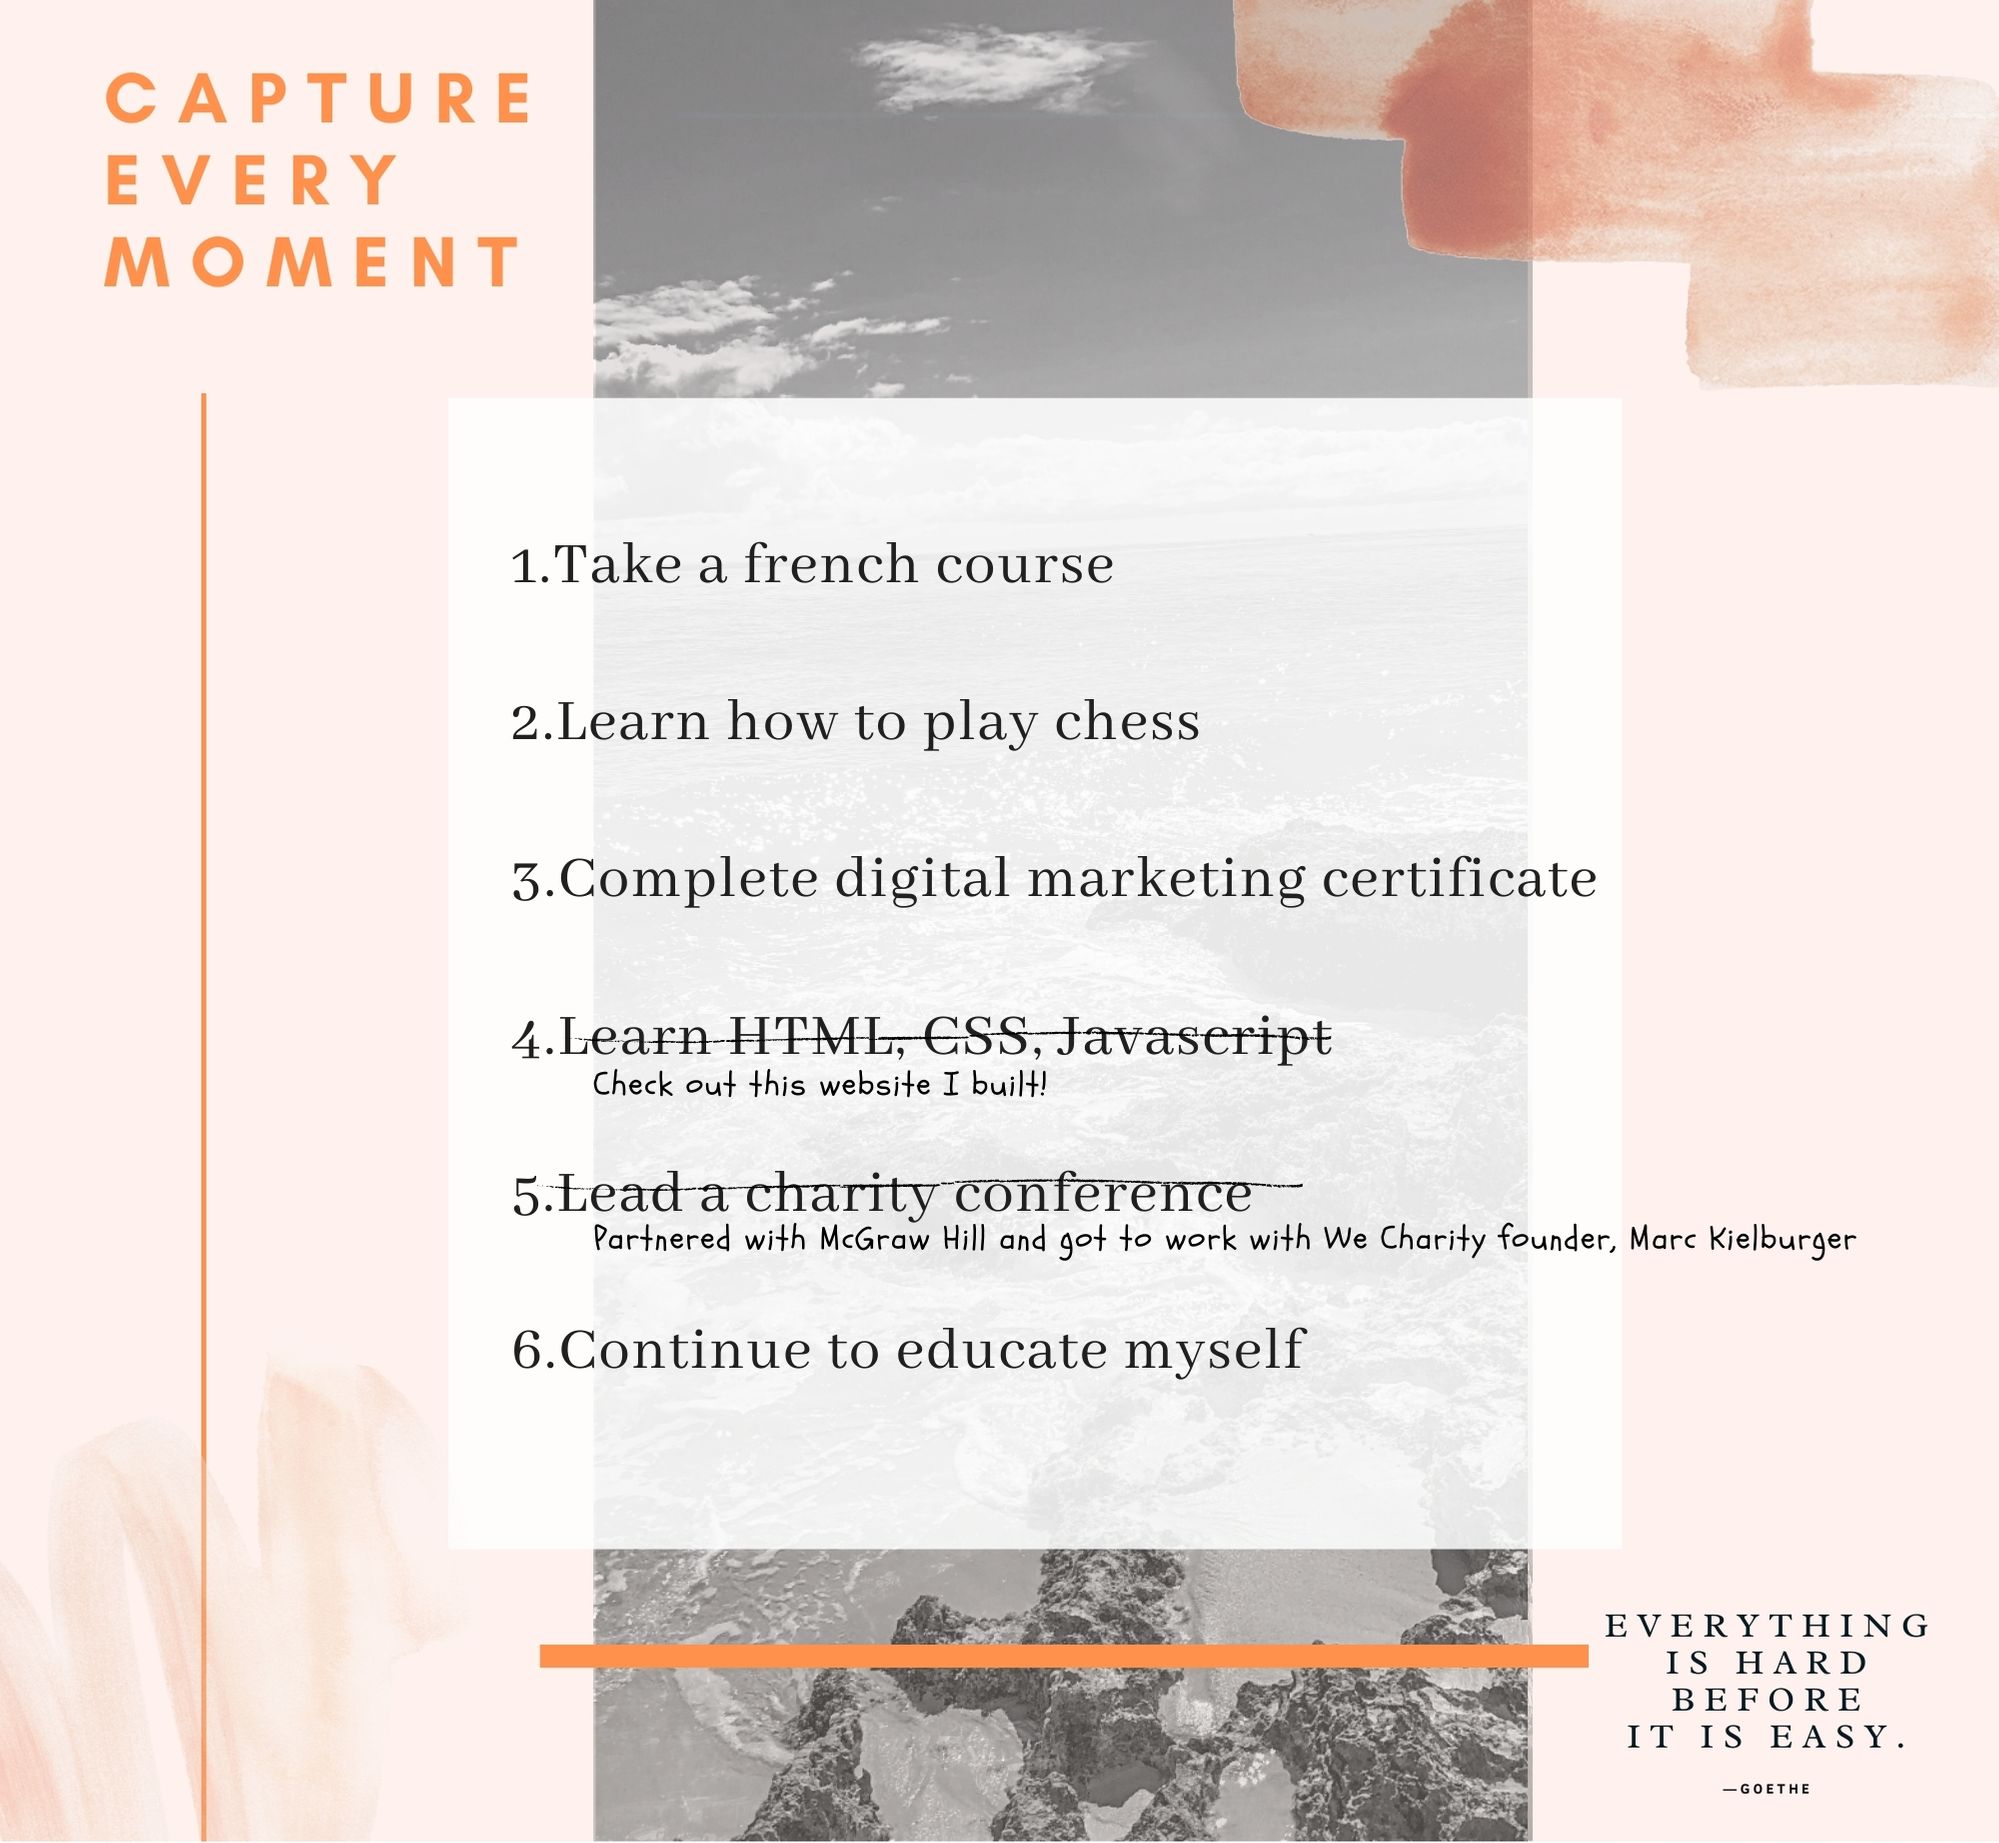 CAPTURE
EVERY
MOMENT
1.Take a french course
2.Learn how to play chess
3.Complete digital marketing certificate
4.Learn HTML, CSS, Javascript
Check out this website I built!
5.Lead a charity conference
Partnered with McGraw Hill and got to work with We Charity founder, Marc Kielburger
6.Continue to educate myself
EVERYTHING
IS HARD
BEFORE
IT IS EASY.
—GOETHE